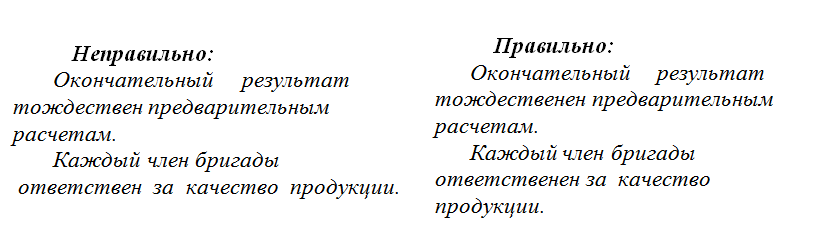 Неправильно:
Окончательный результат
тождествен предварительным
расчетам.
Каждый член бригады
ответствен за качество продукции.
Правильно:
Окончательный результат
тождественен предварительным
расчетам.
Каждый член бригады
ответственен за качество
продукции.